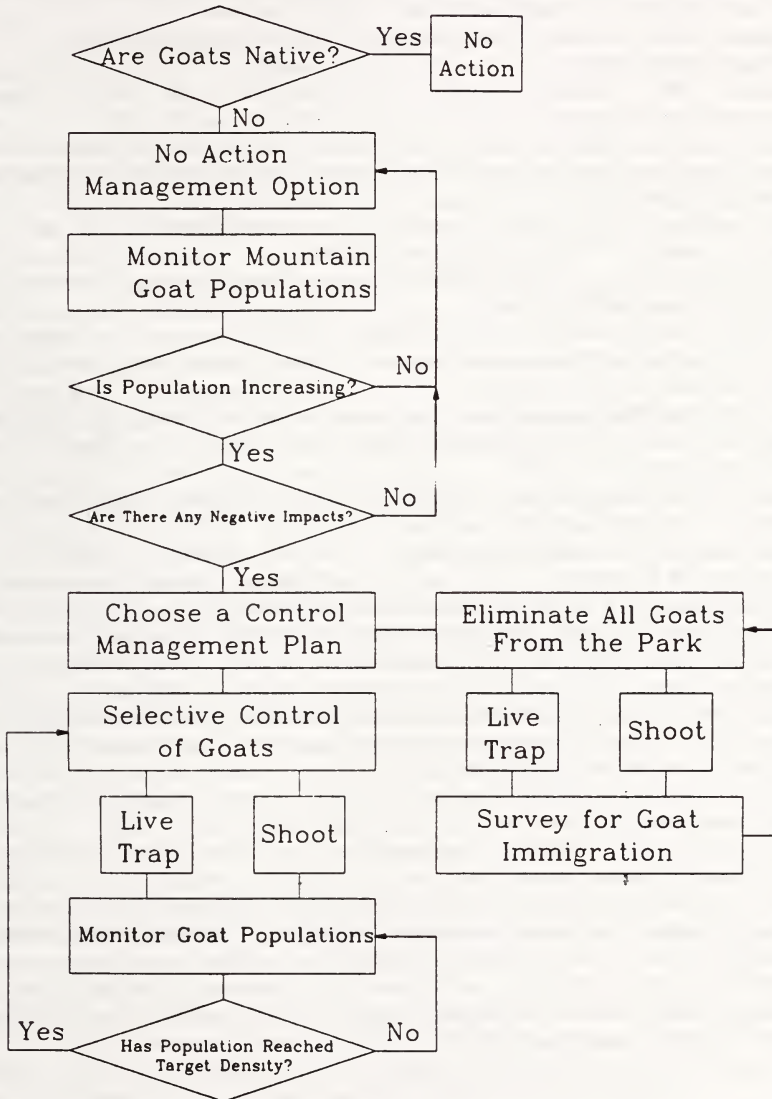 Are Goats Native?
Yes
No
Action
No
No Action
Management Option
Monitor Mountain
Goat Populations
Is Population Increasing?
No
Yes
Are There Any Negative Impacts?
No
Yes
Choose a Control
Management Plan
Eliminate All Goats
From the Park
Selective Control
of Goats
Live
Trap
Shoot
Live
Trap
Shoot
Survey for Goat
Immigration
Monitor Goat Populations
Yes
Has Population Reached
Target Density?
No